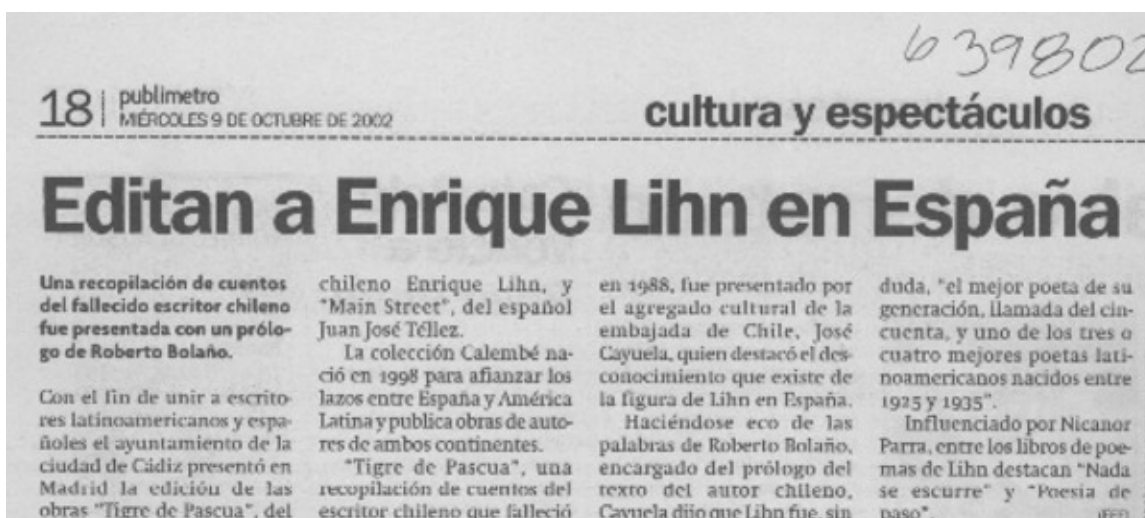 639802
18 publimetro
MIÉRCOLES 9 DE OCTUBRE DE 2002
cultura y espectáculos
Editan a Enrique Lihn en España
Una recopilación de cuentos
del fallecido escritor chileno
fue presentada con un prólo-
go de Roberto Bolaño.
Con el fin de unir a escrito-
res latinoamericanos y espa-
ñoles el ayuntamiento de la
ciudad de Cádiz presentó en
Madrid la edición de las
obras "Tigre de Pascua", del
chileno Enrique Lihn, y
"Main Street", del español
Juan José Téllez.
La colección Calembé na-
ció en 1998 para afianzar los
lazos entre España y América
Latina y publica obras de auto-
res de ambos continentes.
"Tigre de Pascua", una
recopilación de cuentos del
escritor chileno que falleció
en 1988, fue presentado por
el agregado cultural de la
embajada de Chile, José
Cayuela, quien destacó el des-
conocimiento que existe de
la figura de Lihn en España.
Haciéndose eco de las
palabras de Roberto Bolaño,
encargado del prólogo del
texto del autor chileno,
Cayuela dijo que Lihn fue, sin
duda, "el mejor poeta de su
generación, llamada del cin-
cuenta, y uno de los tres o
cuatro mejores poetas lati-
noamericanos nacidos entre
1925 y 1935".
Influenciado por Nicanor
Parra, entre los libros de poe-
mas de Lihn destacan "Nada
se escurre" y "Poesía de
paso". (EFE)